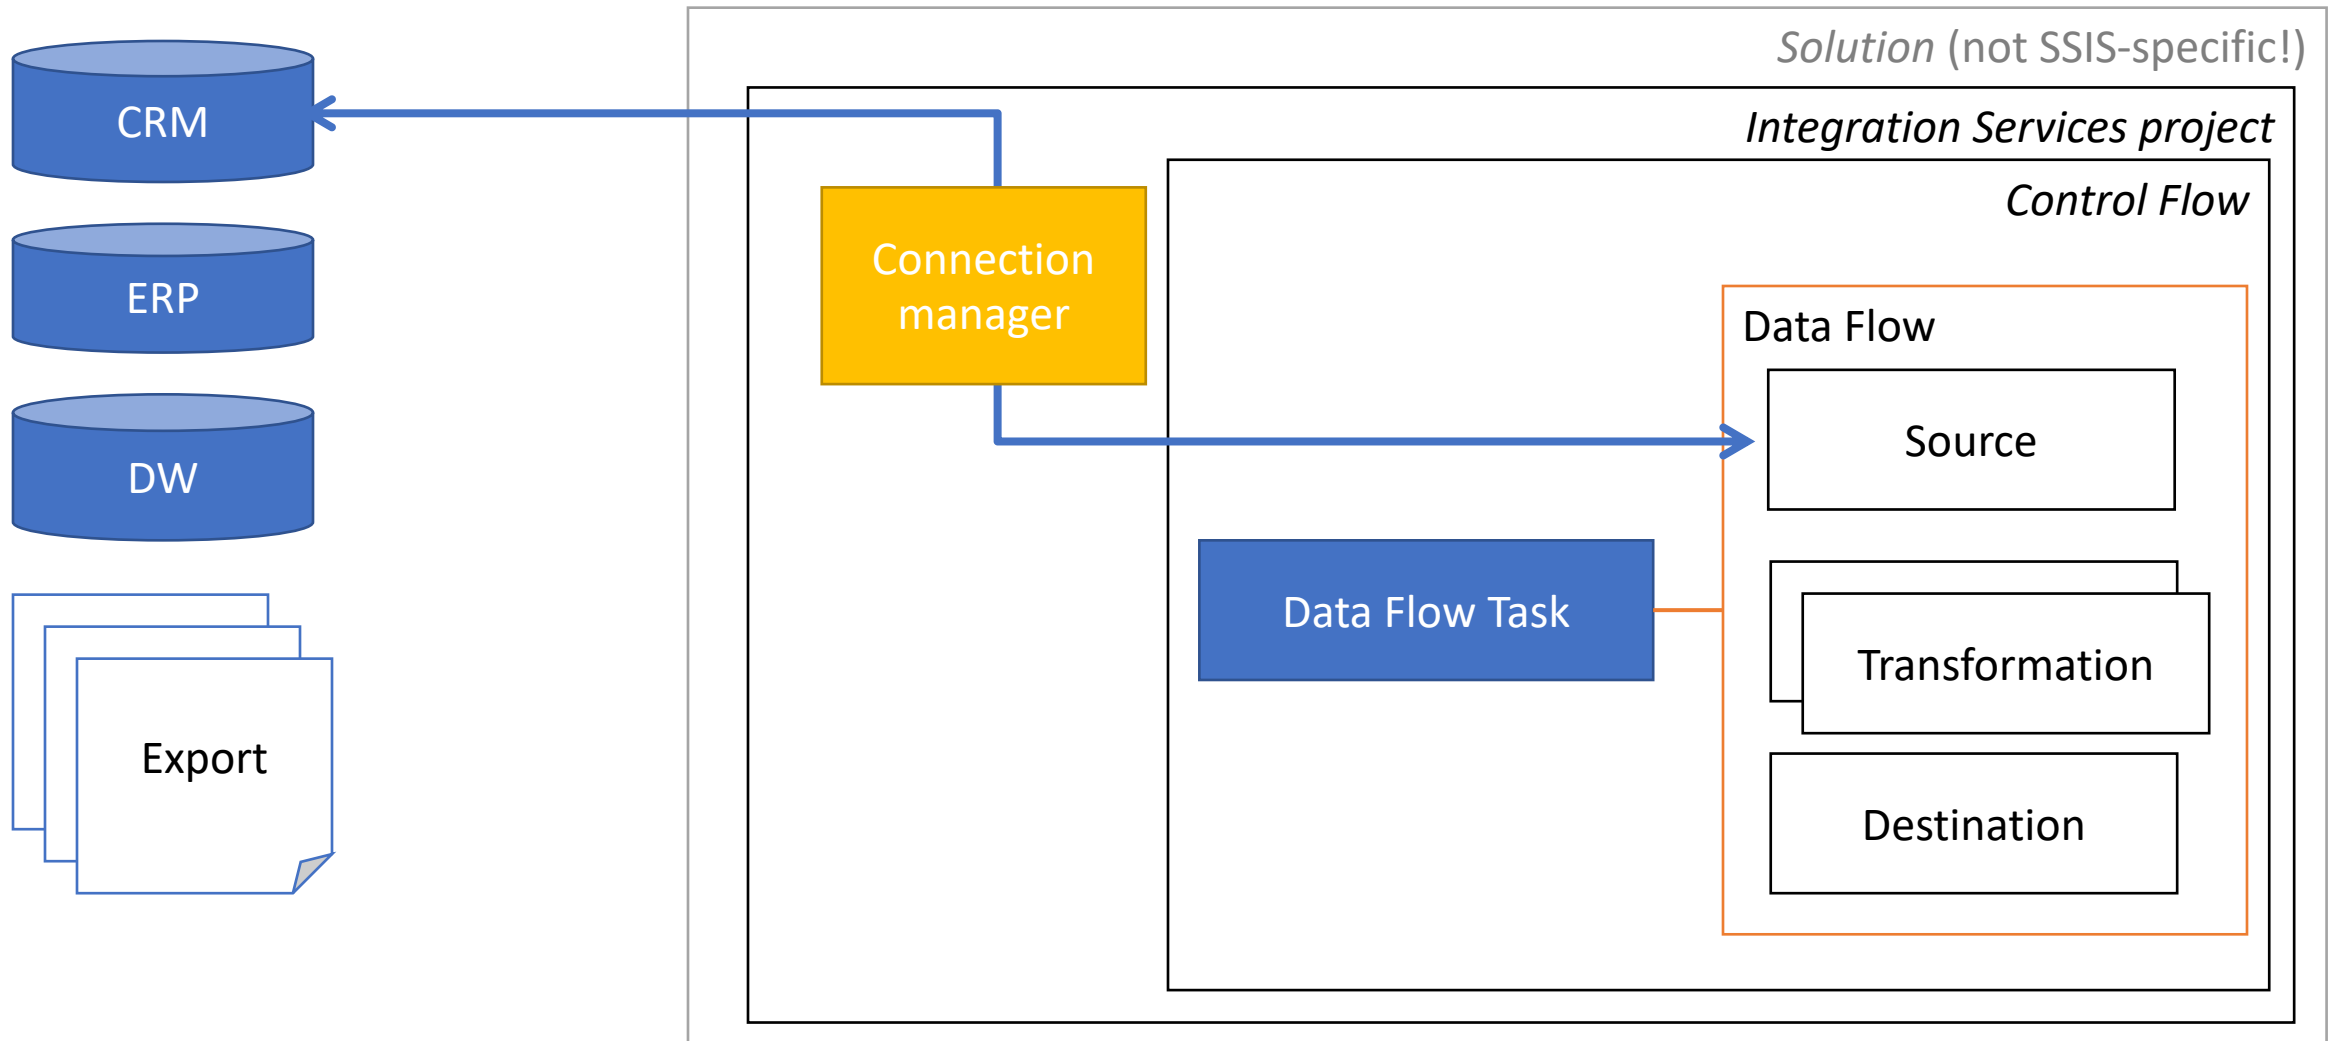 Solution (not SSIS-specific!)
Integration Services project
Control Flow
CRM
ERP
DW
Export
Connection
manager
Data Flow Task
Data Flow
Source
Transformation
Destination